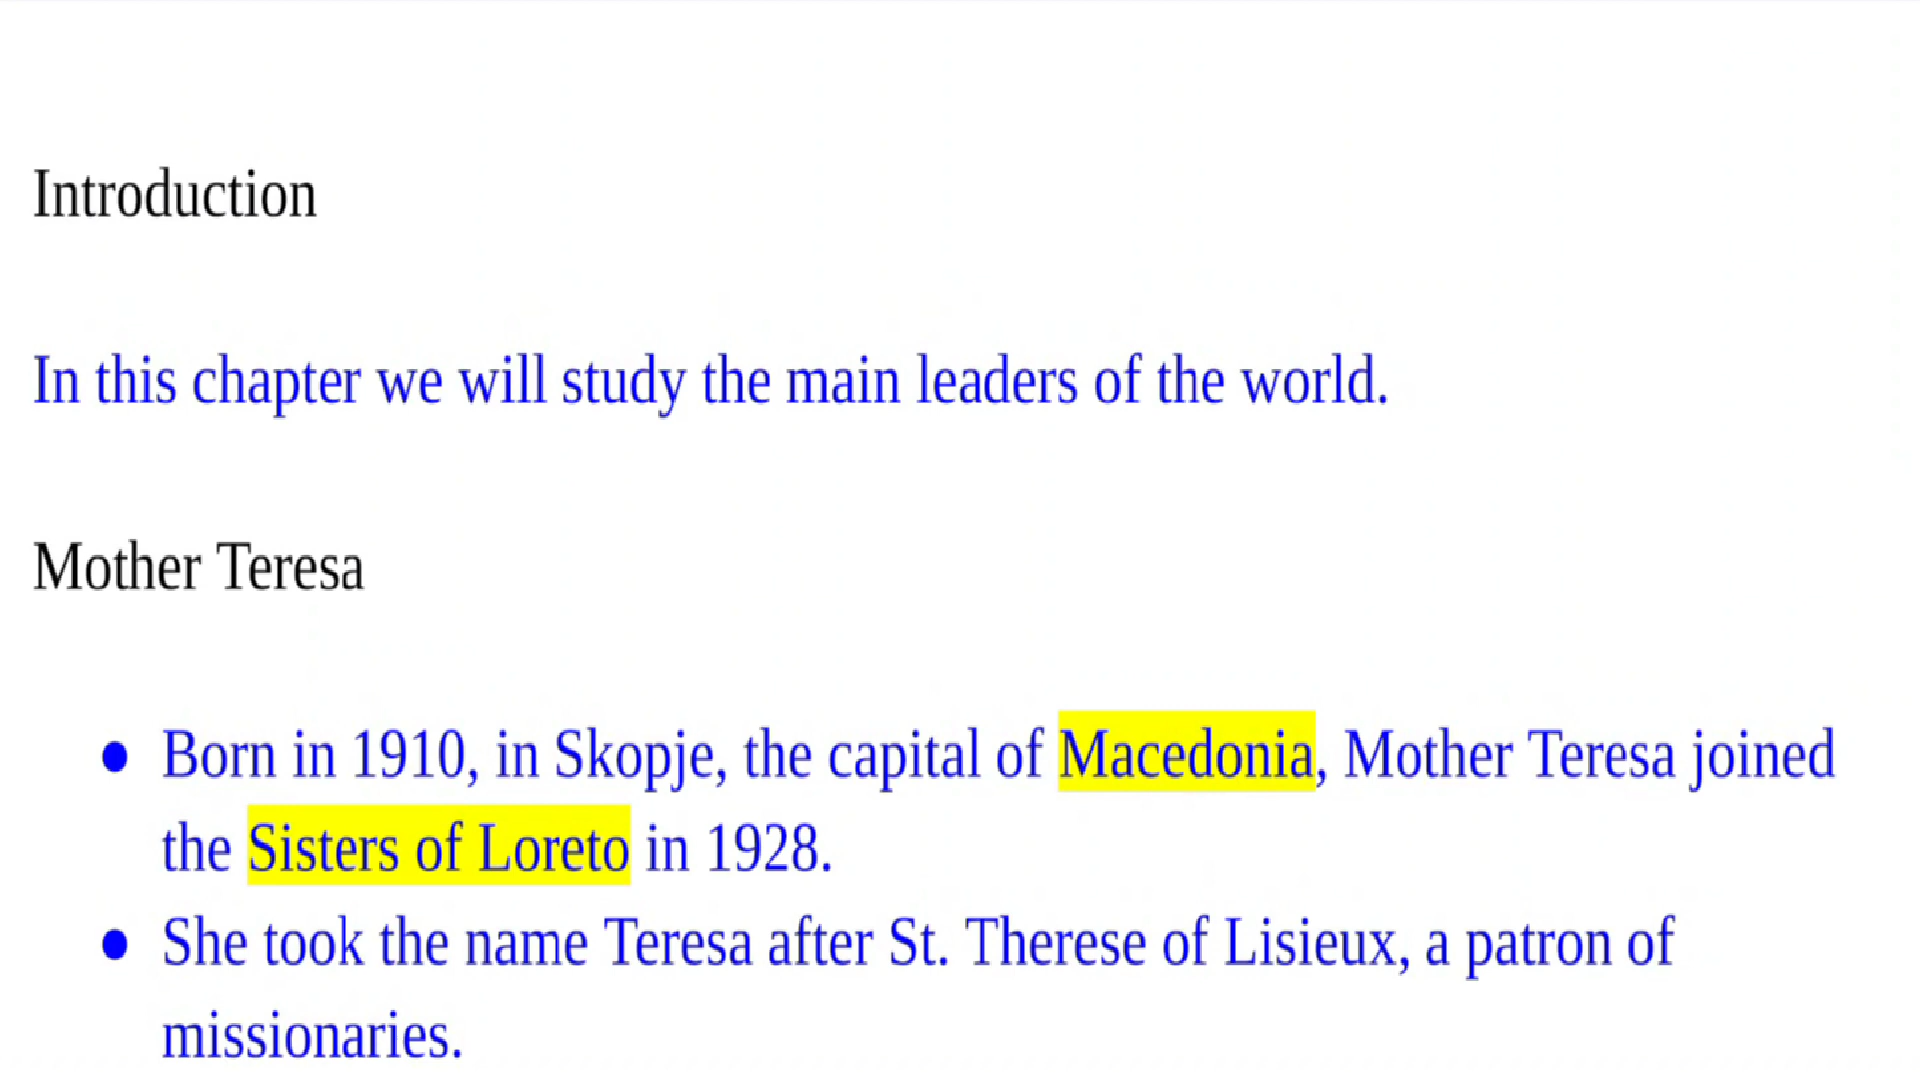 Introduction
In this chapter we will study the main leaders of the world.
Mother Teresa
● Born in 1910, in Skopje, the capital of Macedonia, Mother Teresa joined
the Sisters of Loreto in 1928.
● She took the name Teresa after St. Therese of Lisieux, a patron of
missionaries.